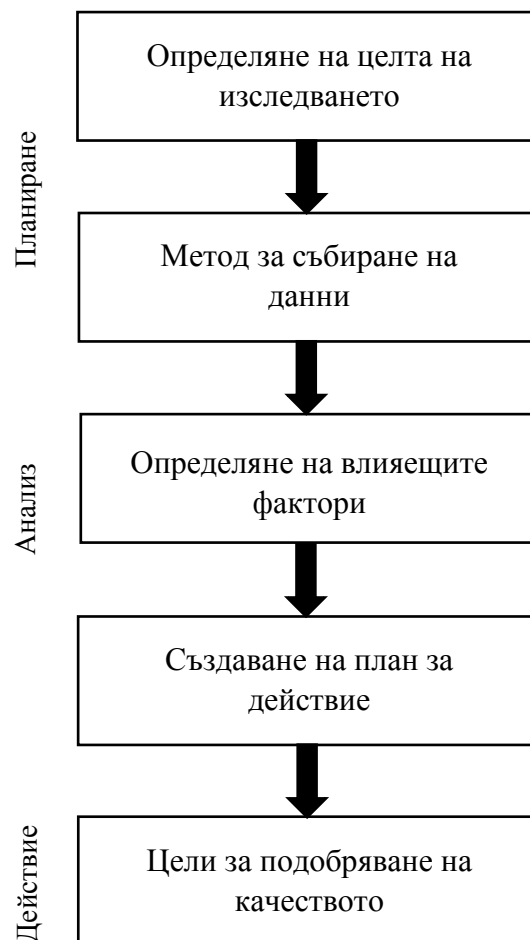 Планиране
Определяне на целта на
изследването
Метод за събиране на
данни
Анализ
Определяне на влияещите
фактори
Създаване на план за
действие
Действие
Цели за подобряване на
качеството